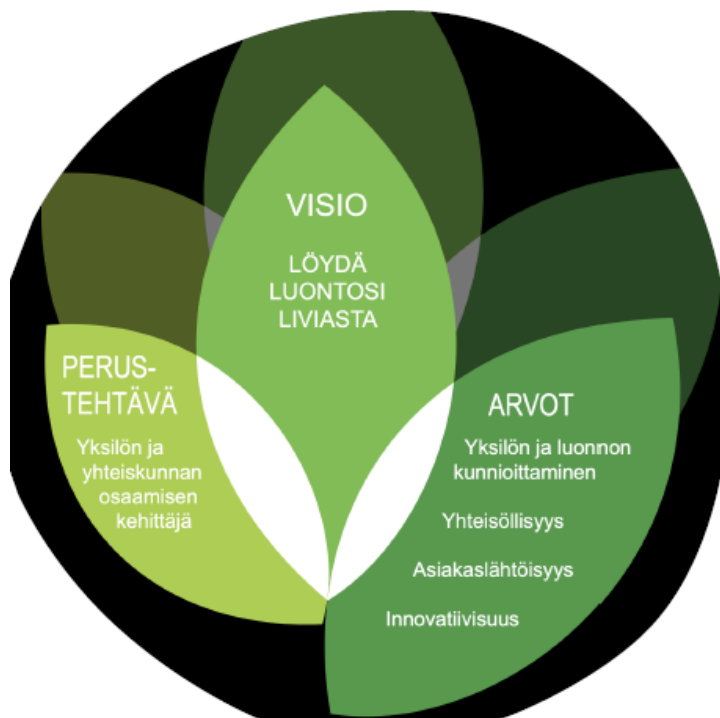 VISIO
LÖYDÄ
LUONTOSI
LIVIASTA
PERUS-
TEHTÄVÄ
Yksilön ja
yhteiskunnan
osaamisen
kehittäjä
ARVOT
Yksilön ja luonnon
kunnioittaminen
Yhteisöllisyys
Asiakaslähtöisyys
Innovatiivisuus